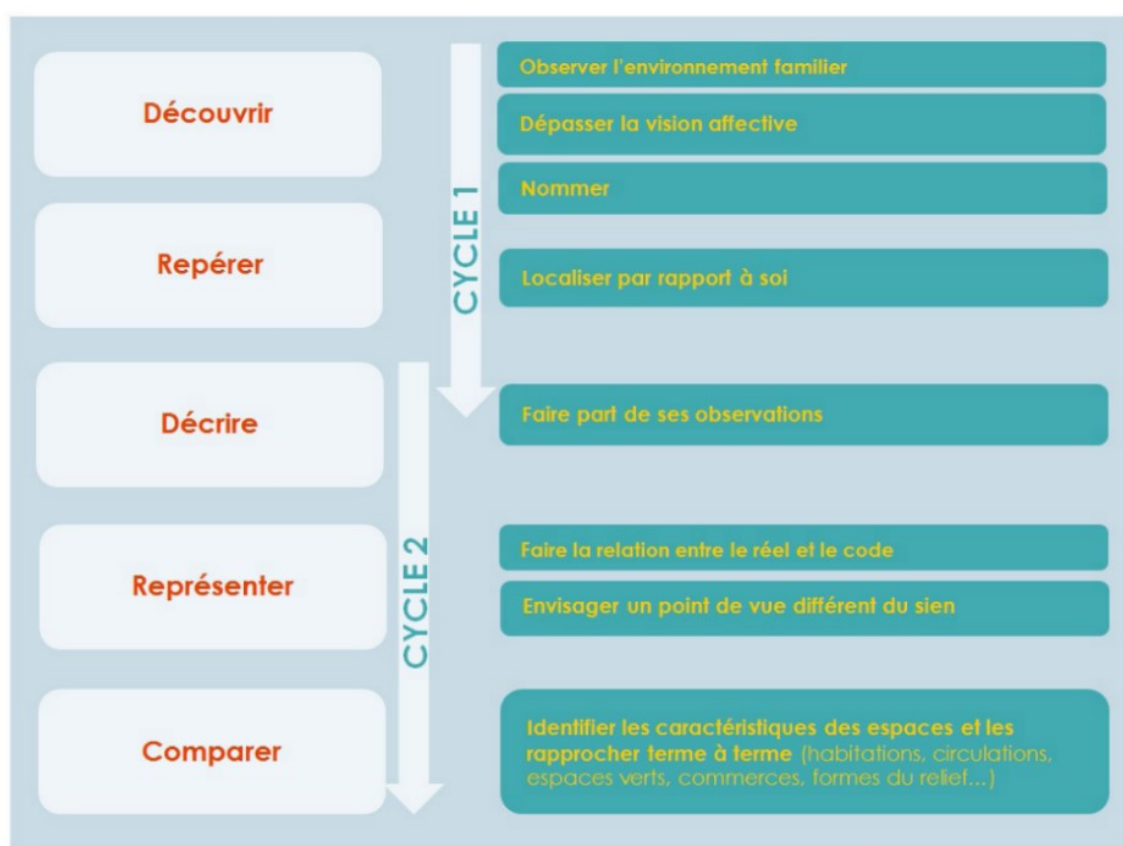 Découvrir
Observer l'environnement familier
Dépasser la vision affective
Nommer
CYCLE 1
Repérer
Localiser par rapport à soi
Décrire
Faire part de ses observations
CYCLE 2
Représenter
Faire la relation entre le réel et le code
Envisager un point de vue différent du sien
Comparer
Identifier les caractéristiques des espaces et les
rapprocher terme à terme (habitations, circulations,
espaces verts, commerces, formes du relief...)